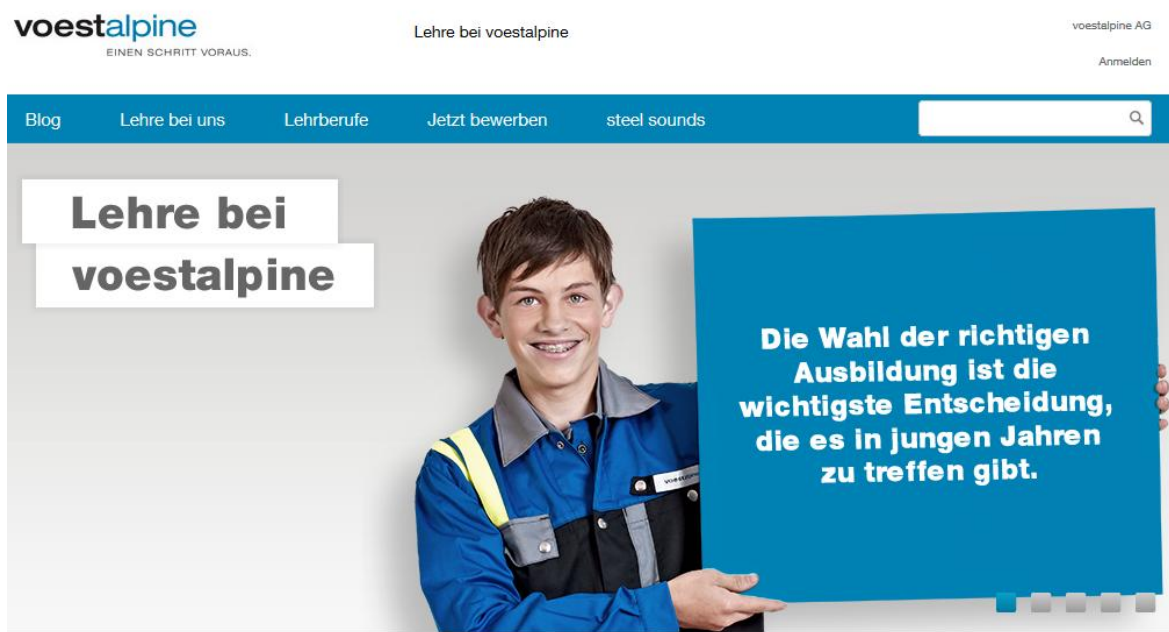 voestalpine
EINEN SCHRITT VORAUS.
Lehre bei voestalpine
voestalpine AG
Anmelden
Blog Lehre bei uns Lehrberufe Jetzt bewerben steel sounds
Lehre bei
voestalpine
Die Wahl der richtigen
Ausbildung ist die
wichtigste Entscheidung,
die es in jungen Jahren
zu treffen gibt.
voestalpine